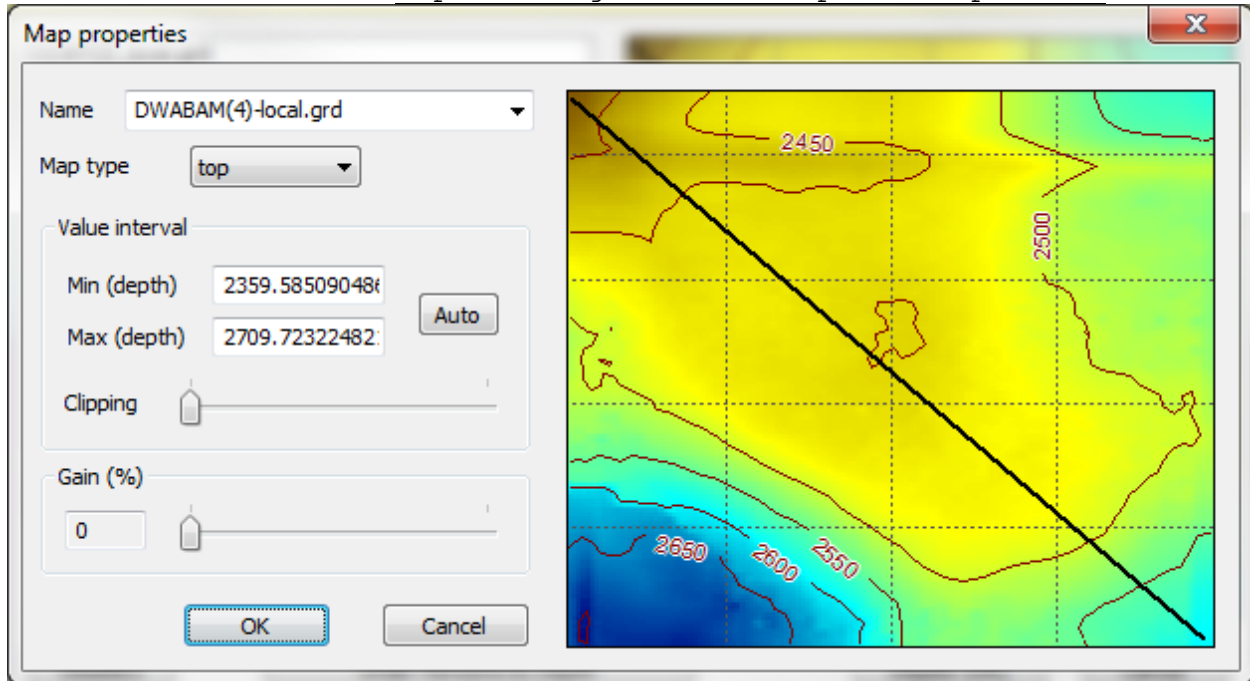 Map properties
Name DWABAM(4)-local.grd
Map type top
Value interval
Min (depth) 2359.58509048
Max (depth) 2709.72322482
Auto
Clipping
Gain (%)
0
OK Cancel
2450
2500
2550
2600
2650